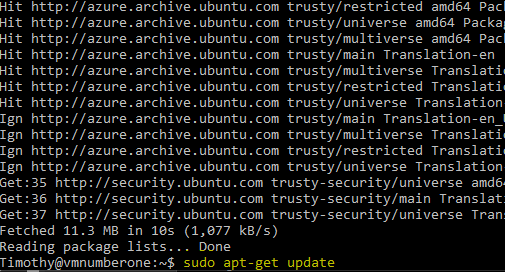 Hit http://azure.archive.ubuntu.com trusty/restricted amd64 Pack
Hit http://azure.archive.ubuntu.com trusty/universe amd64 Packag
Hit http://azure.archive.ubuntu.com trusty/multiverse amd64 Pack
Hit http://azure.archive.ubuntu.com trusty/main Translation-en
Hit http://azure.archive.ubuntu.com trusty/multiverse Translatio
Hit http://azure.archive.ubuntu.com trusty/restricted Translatio
Hit http://azure.archive.ubuntu.com trusty/universe Translation-
Ign http://azure.archive.ubuntu.com trusty/main Translation-en_U
Ign http://azure.archive.ubuntu.com trusty/multiverse Translatio
Ign http://azure.archive.ubuntu.com trusty/restricted Translatio
Ign http://azure.archive.ubuntu.com trusty/universe Translation-
Get:35 http://security.ubuntu.com trusty-security/universe amd64
Get:36 http://security.ubuntu.com trusty-security/main Translati
Get:37 http://security.ubuntu.com trusty-security/universe Trans
Fetched 11.3 MB in 10s (1,077 kB/s)
Reading package lists... Done
Timothy@vmnumberone:~$ sudo apt-get update